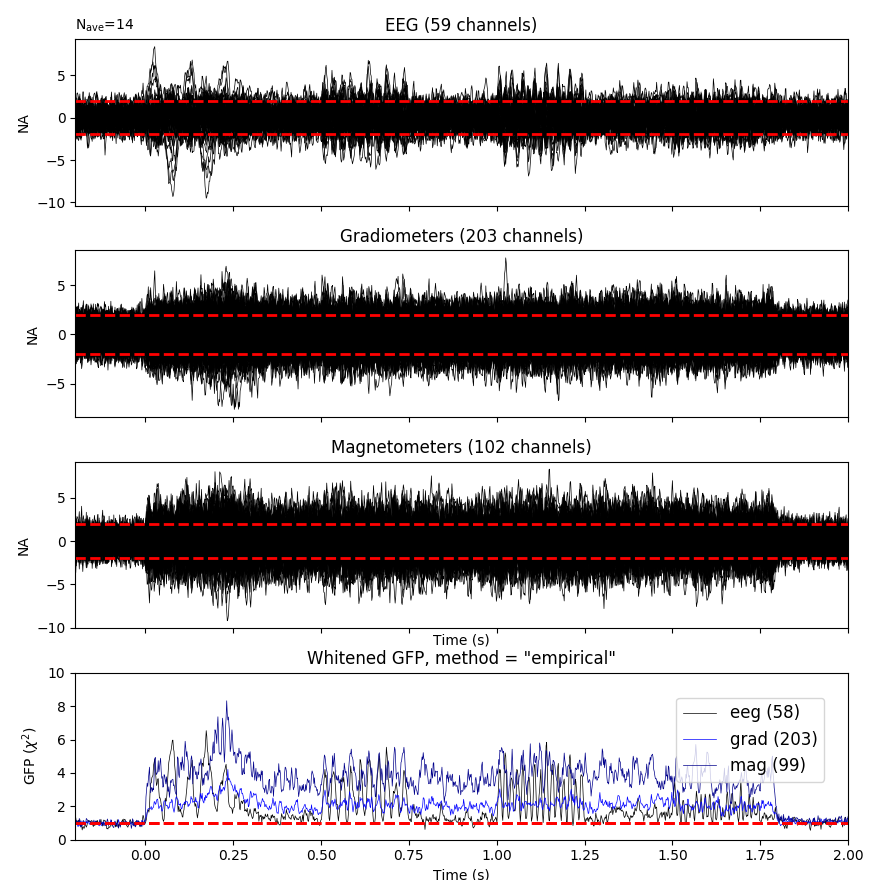 Nave=14
EEG (59 channels)
5
0
−5
−10
NA
Gradiometers (203 channels)
5
0
−5
NA
Magnetometers (102 channels)
5
0
−5
−10
NA
Time (s)
Whitened GFP, method = "empirical"
10
8
6
4
2
0
GFP (χ²)
eeg (58)
grad (203)
mag (99)
0.00 0.25 0.50 0.75 1.00 1.25 1.50 1.75 2.00
Time (s)